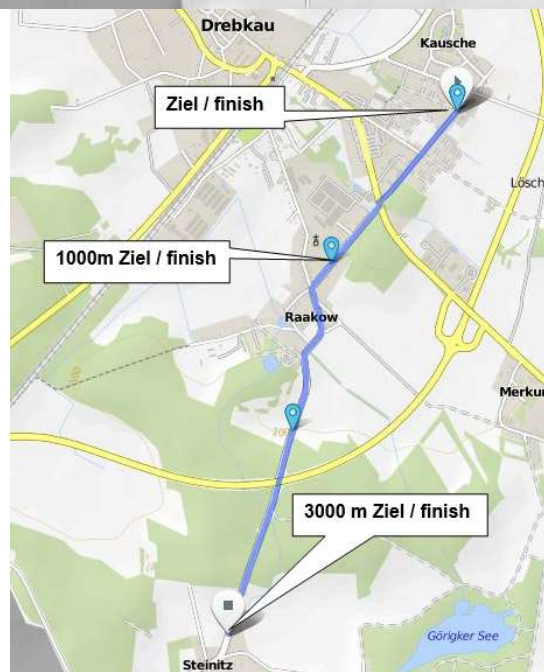 Drebkau
Kausche
Ziel / finish
Lösch
1000m Ziel / finish
Raakow
Merkur
100
3000 m Ziel / finish
Görigker See
Steinitz